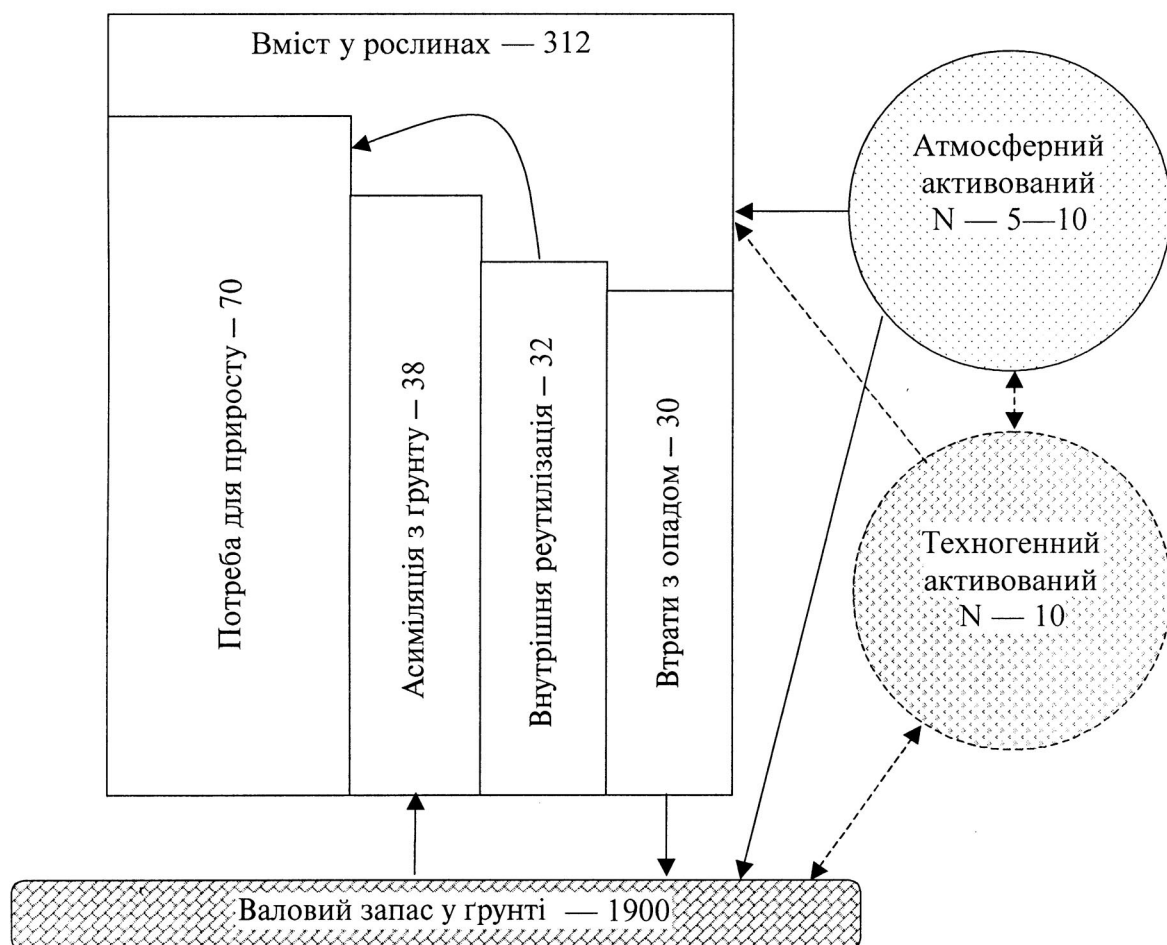 Вміст у рослинах — 312
Потреба для приросту — 70
Асиміляція з ґрунту — 38
Внутрішня реутилізація — 32
Втрати з опадом — 30
Атмосферний
активований
N — 5—10
Техногенний
активований
N — 10
Валовий запас у ґрунті — 1900